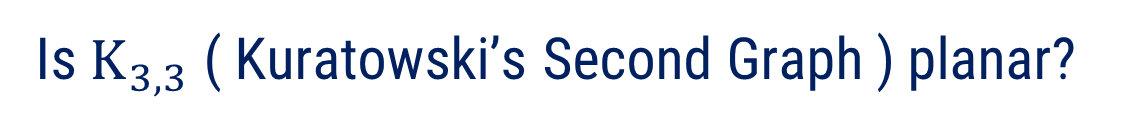 Is K₃,₃ ( Kuratowski’s Second Graph ) planar?